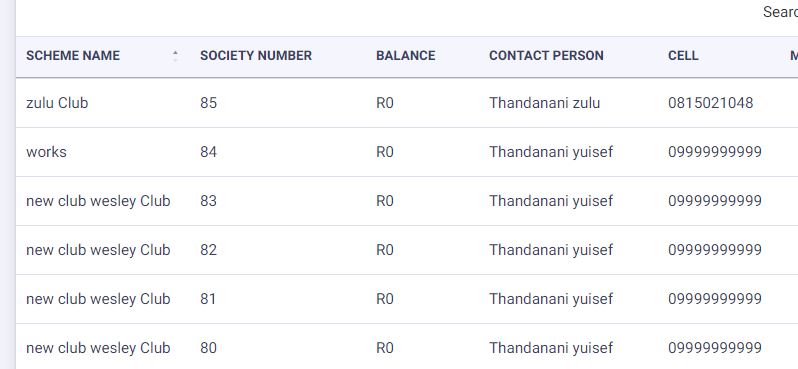 Searc
SCHEME NAME SOCIETY NUMBER BALANCE CONTACT PERSON CELL M
zulu Club 85 R0 Thandanani zulu 0815021048
works 84 R0 Thandanani yuisef 09999999999
new club wesley Club 83 R0 Thandanani yuisef 09999999999
new club wesley Club 82 R0 Thandanani yuisef 09999999999
new club wesley Club 81 R0 Thandanani yuisef 09999999999
new club wesley Club 80 R0 Thandanani yuisef 09999999999